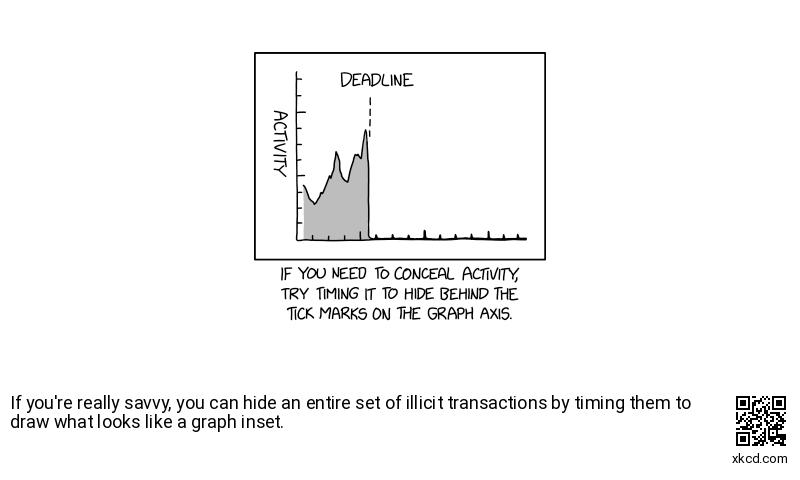 DEADLINE
ACTIVITY
IF YOU NEED TO CONCEAL ACTIVITY,
TRY TIMING IT TO HIDE BEHIND THE
TICK MARKS ON THE GRAPH AXIS.
If you're really savvy, you can hide an entire set of illicit transactions by timing them to
draw what looks like a graph inset.
xkcd.com